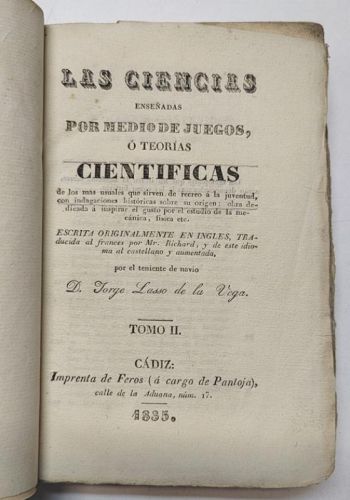 LAS CIENCIAS
ENSEÑADAS
POR MEDIO DE JUEGOS,
Ó TEORÍAS
CIENTIFICAS
de los mas usuales que sirven de recreo á la juventud,
con indagaciones históricas sobre su origen: obra de-
dicada á inspirar el gusto por el estudio de la me-
cánica, física etc.
ESCRITA ORIGINALMENTE EN INGLES, TRA-
ducida al frances por Mr. Richard, y de este idio-
ma al castellano y aumentada,
por el teniente de navio
D. Jorge Lasso de la Vega.
TOMO II.
CÁDIZ:
Imprenta de Feros (á cargo de Pantoja),
calle de la Aduana, núm. 17.
1835.